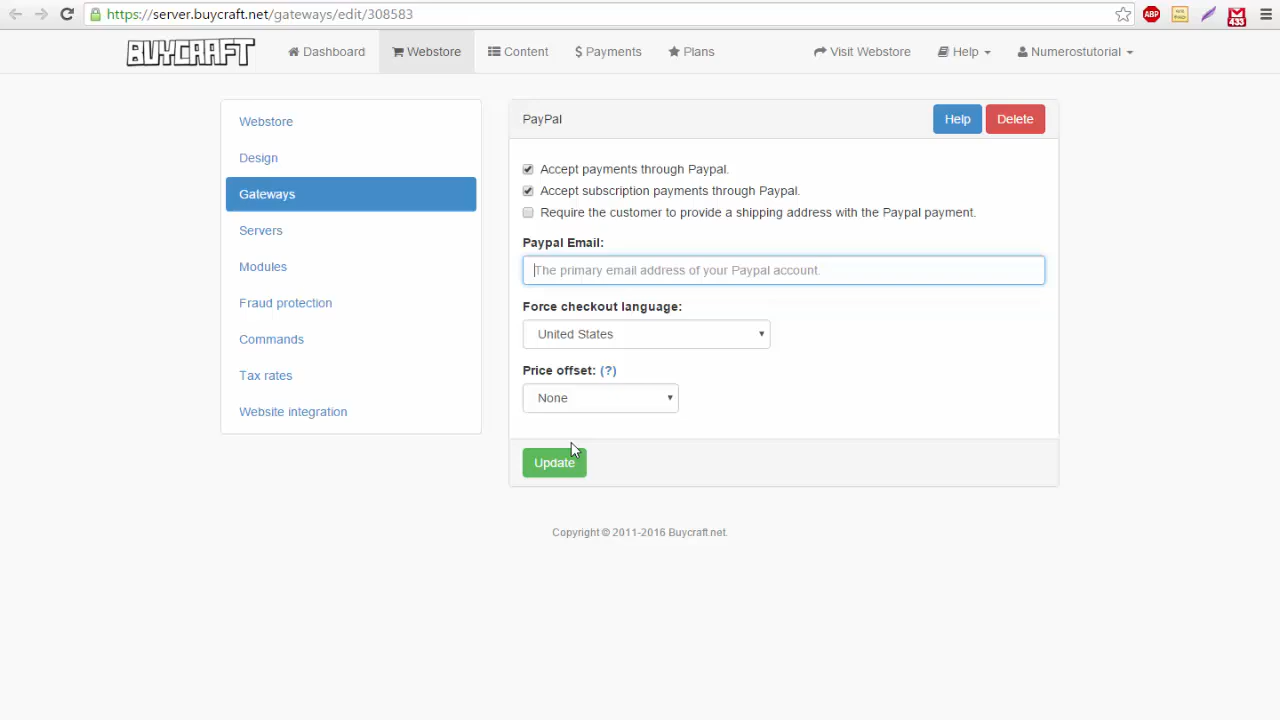 https://server.buycraft.net/gateways/edit/308583
ABP
433
BUYCRAFT
Dashboard
Webstore
Content
$ Payments
Plans
Visit Webstore
Help
Numerostutorial
Webstore
Design
Gateways
Servers
Modules
Fraud protection
Commands
Tax rates
Website integration
PayPal
Help
Delete
Accept payments through Paypal.
Accept subscription payments through Paypal.
Require the customer to provide a shipping address with the Paypal payment.
Paypal Email:
The primary email address of your Paypal account.
Force checkout language:
United States
Price offset: (?)
None
Update
Copyright © 2011-2016 Buycraft.net.